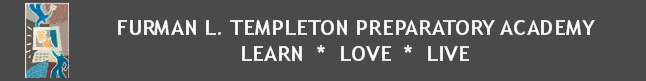 FURMAN L. TEMPLETON PREPARATORY ACADEMY
LEARN * LOVE * LIVE